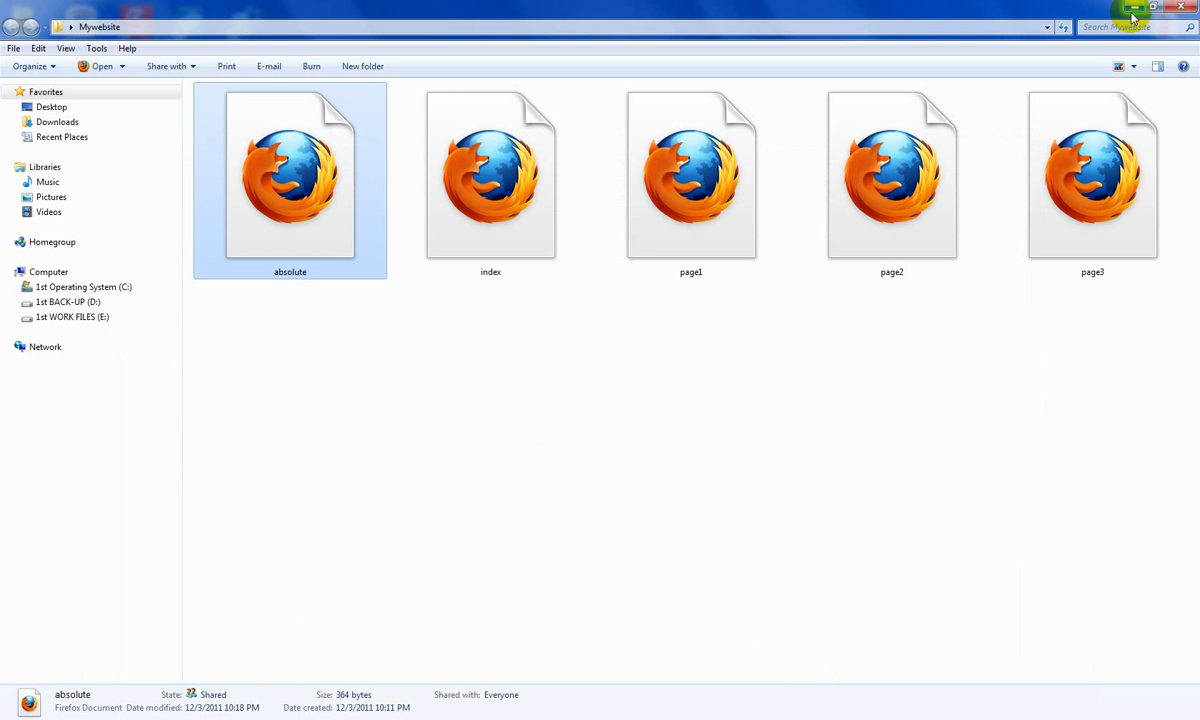 Mywebsite
Search Mywebsite
File Edit View Tools Help
Organize Open Share with Print E-mail Burn New folder
Favorites
Desktop
Downloads
Recent Places
Libraries
Music
Pictures
Videos
Homegroup
Computer
1st Operating System (C:)
1st BACK-UP (D:)
1st WORK FILES (E:)
Network
absolute index page1 page2 page3
absolute State: Shared Size: 364 bytes Shared with: Everyone
Firefox Document Date modified: 12/3/2011 10:18 PM Date created: 12/3/2011 10:11 PM